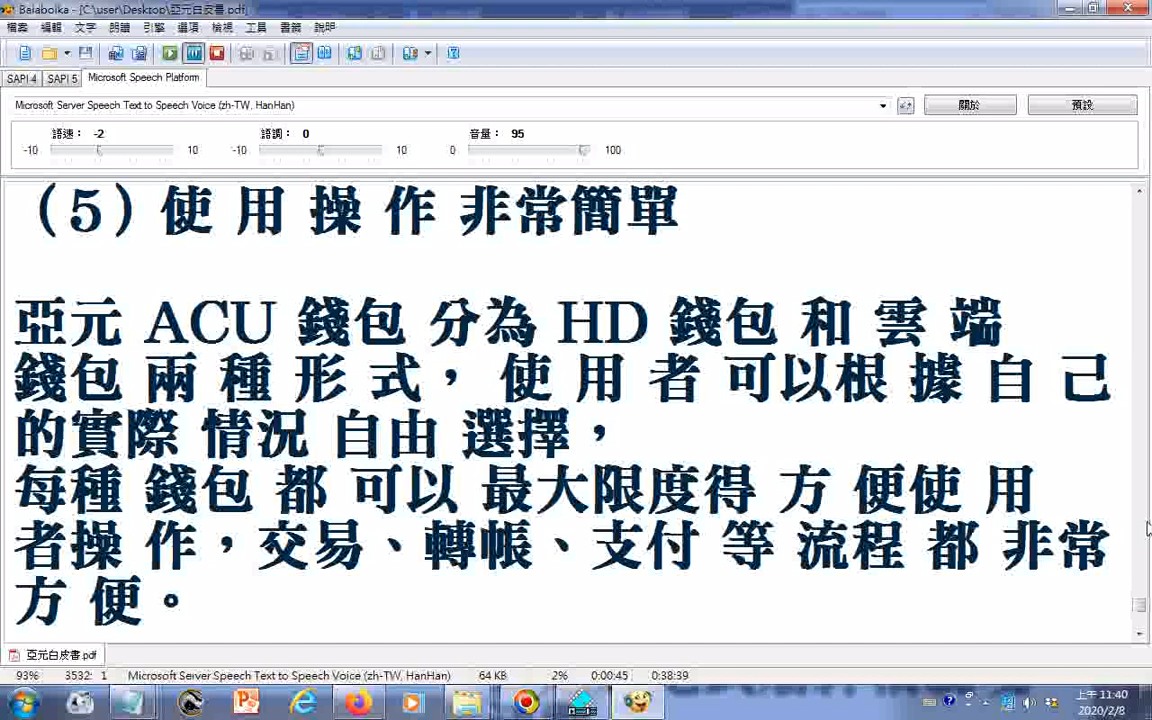 Balabolka - [C:\user\Desktop\亞元白皮書.pdf]
檔案 編輯 文字 朗讀 引擎 選項 檢視 工具 書籤 說明
SAPI 4 SAPI 5 Microsoft Speech Platform
Microsoft Server Speech Text to Speech Voice (zh-TW, HanHan) 關於 預設
語速： -2 語調： 0 音量： 95
-10 10 -10 10 0 100
（5）使 用 操 作 非常簡單
亞元 ACU 錢包 分為 HD 錢包 和 雲 端
錢包 兩 種 形 式， 使 用 者 可以根 據 自 己
的實際 情況 自由 選擇，
每種 錢包 都 可以 最大限度得 方 便使 用
者操 作，交易、轉帳、支付 等 流程 都 非常
方 便。
亞元白皮書.pdf
93% 3532: 1 Microsoft Server Speech Text to Speech Voice (zh-TW, HanHan) 64 KB 2% 0:00:45 0:38:39
上午 11:40
2020/2/8